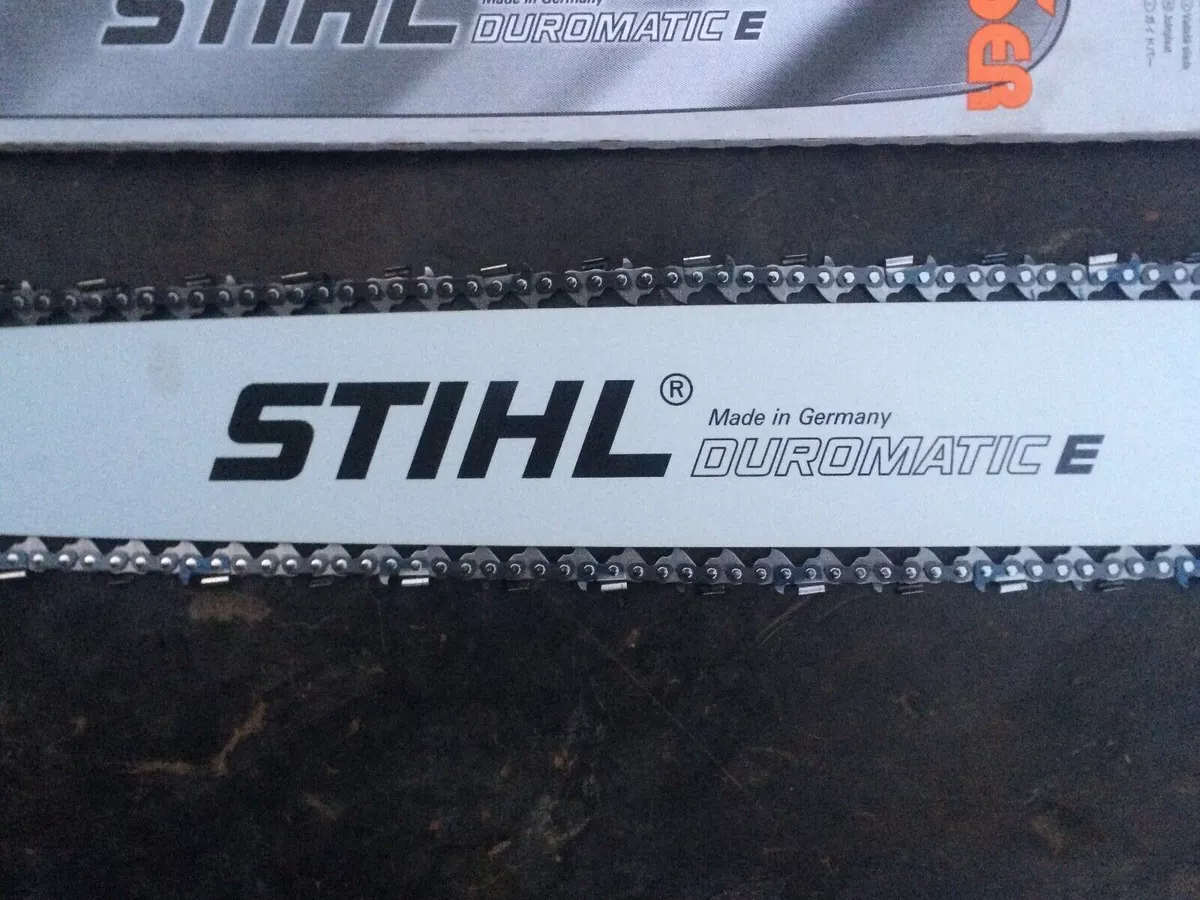 STIHL
Made in Germany
DUROMATIC E
STIHL®
Made in Germany
DUROMATIC E